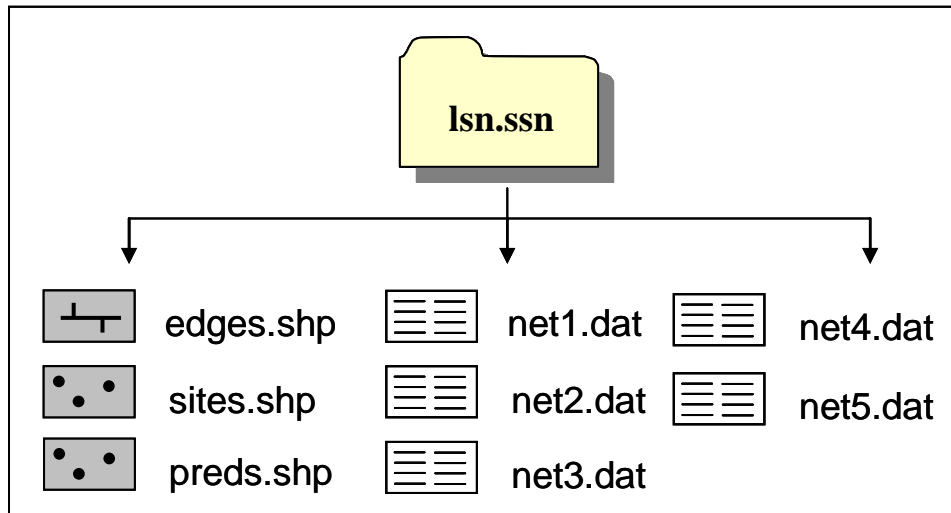 lsn.ssn
edges.shp
sites.shp
preds.shp
net1.dat
net2.dat
net3.dat
net4.dat
net5.dat